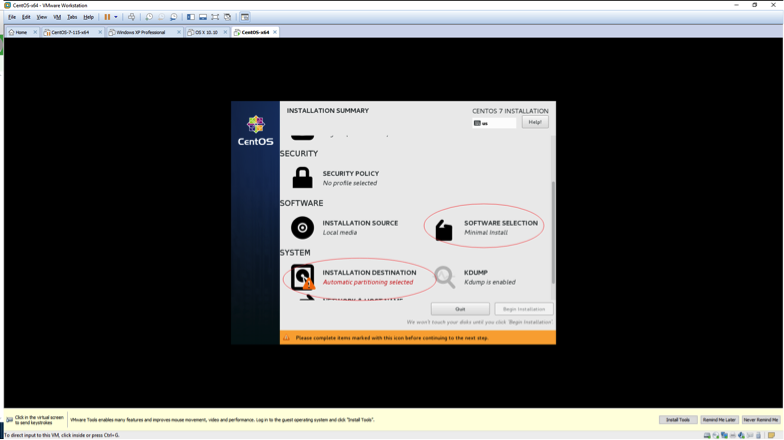 CentOS-x64 - VMware Workstation
File Edit View VM Tabs Help
Home CentOS-7-115-x64 Windows XP Professional OS X 10.10 CentOS-x64
INSTALLATION SUMMARY
CENTOS 7 INSTALLATION
us Help!
CentOS
SECURITY
SECURITY POLICY
No profile selected
SOFTWARE
INSTALLATION SOURCE
Local media
SOFTWARE SELECTION
Minimal Install
SYSTEM
INSTALLATION DESTINATION
Automatic partitioning selected
KDUMP
Kdump is enabled
NETWORK & HOST NAME
Quit Begin Installation
We won't touch your disks until you click 'Begin Installation'.
Please complete items marked with this icon before continuing to the next step.
Click in the virtual screen
to send keystrokes
VMware Tools enables many features and improves mouse movement, video and performance. Log in to the guest operating system and click "Install Tools".
Install Tools Remind Me Later Never Remind Me
To direct input to this VM, click inside or press Ctrl+G.